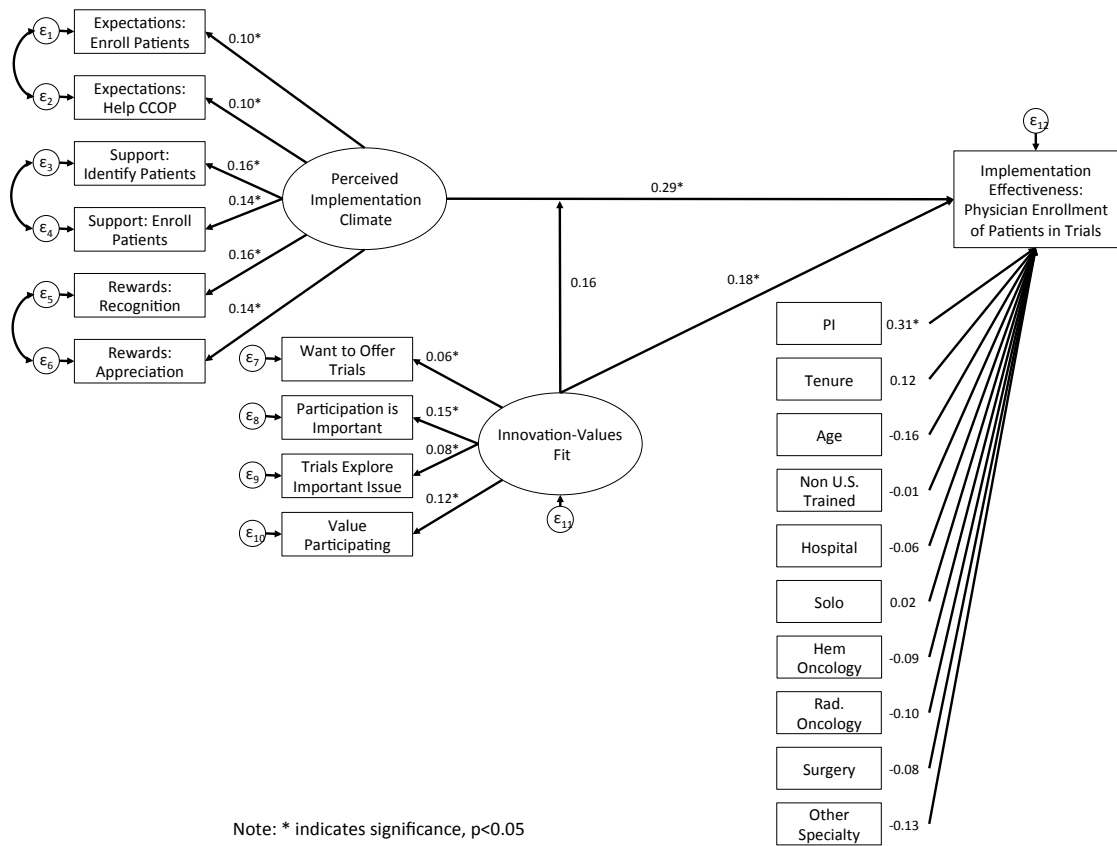 ε1
Expectations:
Enroll Patients
0.10*
ε2
Expectations:
Help CCOP
0.10*
ε3
Support:
Identify Patients
0.16*
ε4
Support: Enroll
Patients
0.14*
ε5
Rewards:
Recognition
0.16*
ε6
Rewards:
Appreciation
0.14*
Perceived
Implementation
Climate
0.29*
ε12
Implementation
Effectiveness:
Physician Enrollment
of Patients in Trials
0.16
0.18*
ε7
Want to Offer
Trials
0.06*
ε8
Participation is
Important
0.15*
ε9
Trials Explore
Important Issue
0.08*
ε10
Value
Participating
0.12*
Innovation-Values
Fit
ε11
PI
0.31*
Tenure
0.12
Age
-0.16
Non U.S.
Trained
-0.01
Hospital
-0.06
Solo
0.02
Hem
Oncology
-0.09
Rad.
Oncology
-0.10
Surgery
-0.08
Other
Specialty
-0.13
Note: * indicates significance, p<0.05